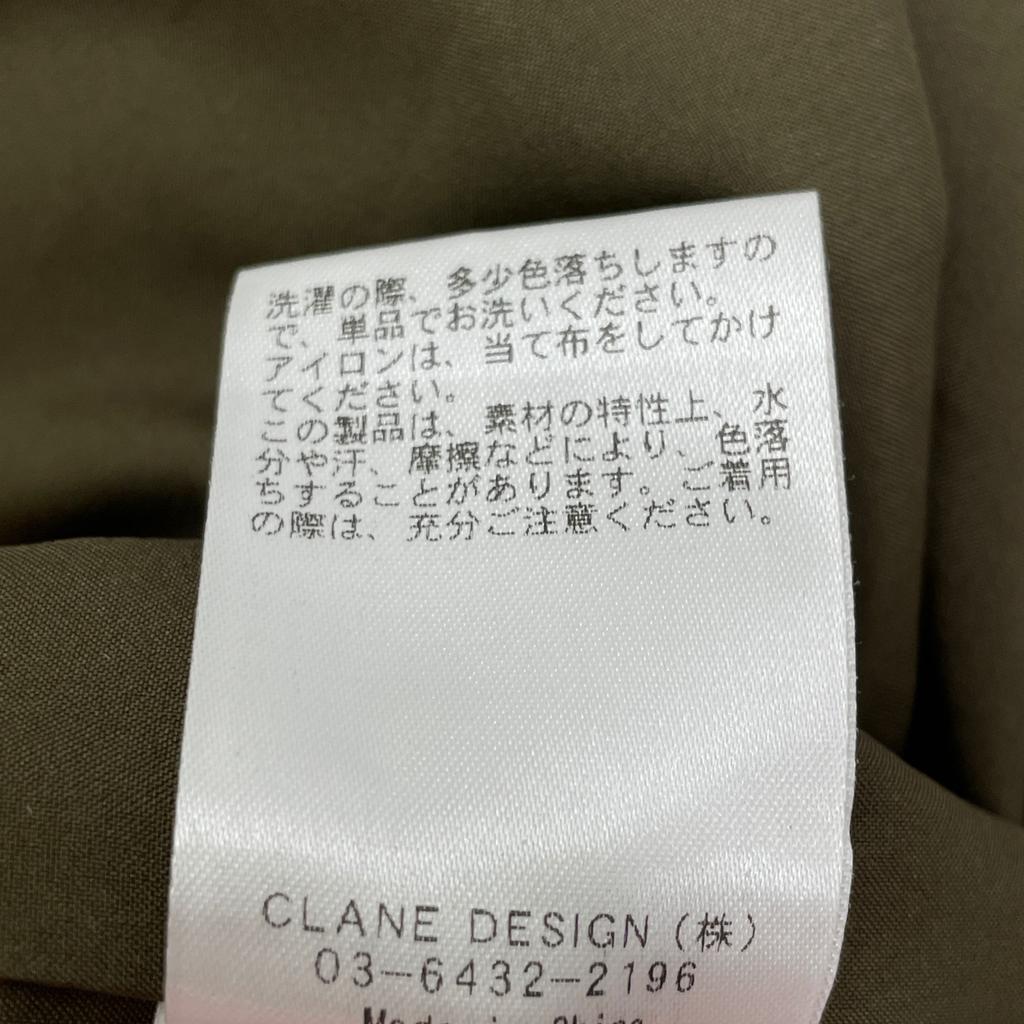 洗濯の際、多少色落ちしますの
で、単品でお洗いください。
アイロンは、当て布をしてかけ
てください。
この製品は、素材の特性上、水
分や汗、摩擦などにより、色落
ちすることがあります。ご着用
の際は、充分ご注意ください。
CLANE DESIGN (株)
03-6432-2196
Made in China